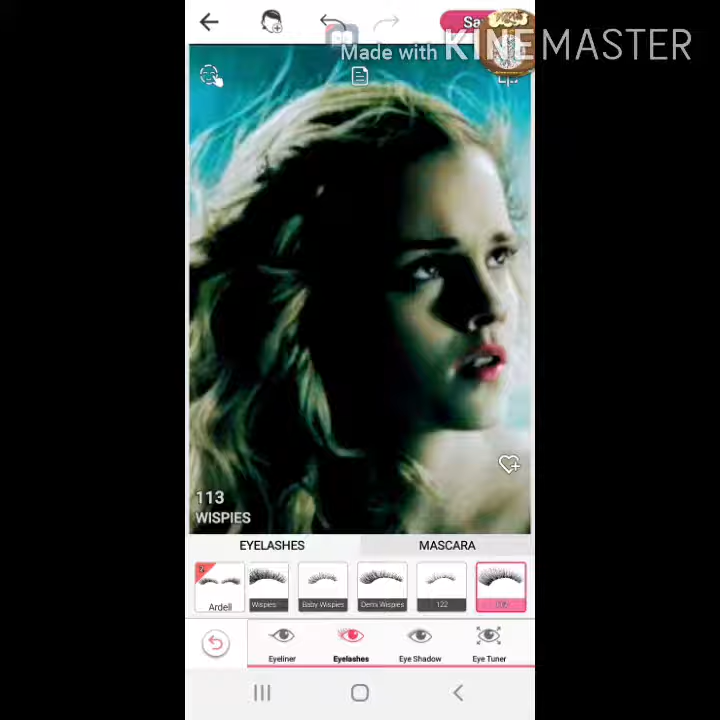 Sa
Made with KINEMASTER
113
WISPIES
EYELASHES
MASCARA
Ardell
Wispies
Baby Wispies
Demi Wispies
122
Eyeliner
Eyelashes
Eye Shadow
Eye Tuner